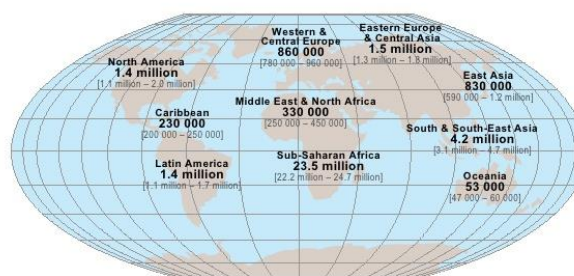 Western &
Central Europe
860 000
[780 000 – 960 000]
Eastern Europe
& Central Asia
1.5 million
[1.3 million – 1.8 million]
North America
1.4 million
[1.1 million – 2.0 million]
East Asia
830 000
[590 000 – 1.2 million]
Caribbean
230 000
[200 000 – 250 000]
Middle East & North Africa
330 000
[250 000 – 450 000]
South & South-East Asia
4.2 million
[3.1 million – 4.7 million]
Latin America
1.4 million
[1.1 million – 1.7 million]
Sub-Saharan Africa
23.5 million
[22.2 million – 24.7 million]
Oceania
53 000
[47 000 – 60 000]